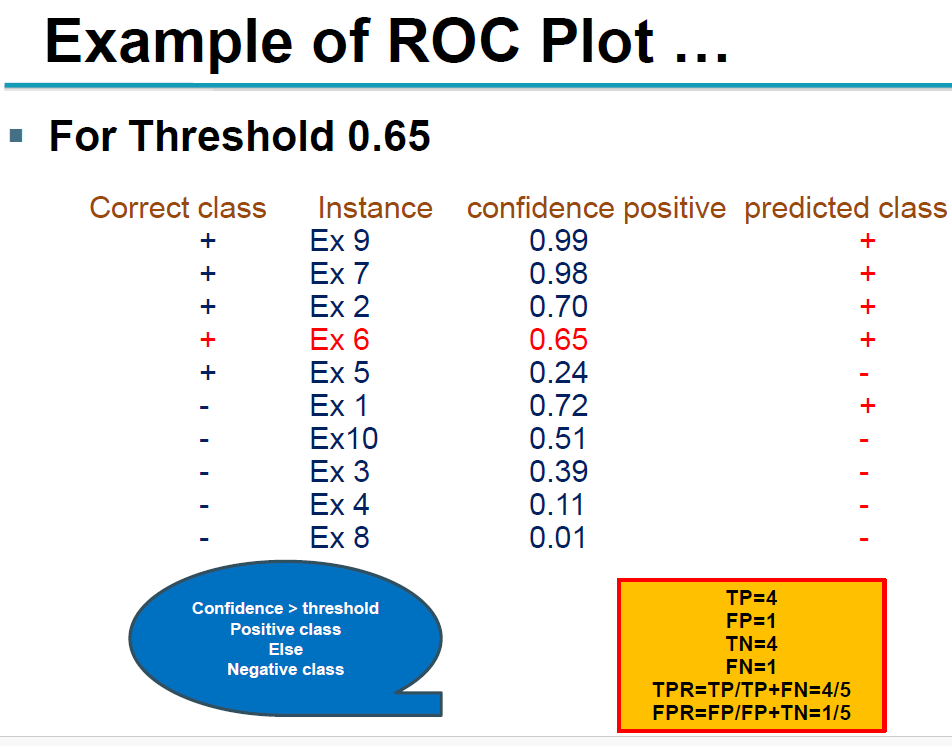 Example of ROC Plot …
For Threshold 0.65
Correct class Instance confidence positive predicted class
+ Ex 9 0.99 +
+ Ex 7 0.98 +
+ Ex 2 0.70 +
+ Ex 6 0.65 +
+ Ex 5 0.24 -
- Ex 1 0.72 +
- Ex10 0.51 -
- Ex 3 0.39 -
- Ex 4 0.11 -
- Ex 8 0.01 -
Confidence > threshold
Positive class
Else
Negative class
TP=4
FP=1
TN=4
FN=1
TPR=TP/TP+FN=4/5
FPR=FP/FP+TN=1/5